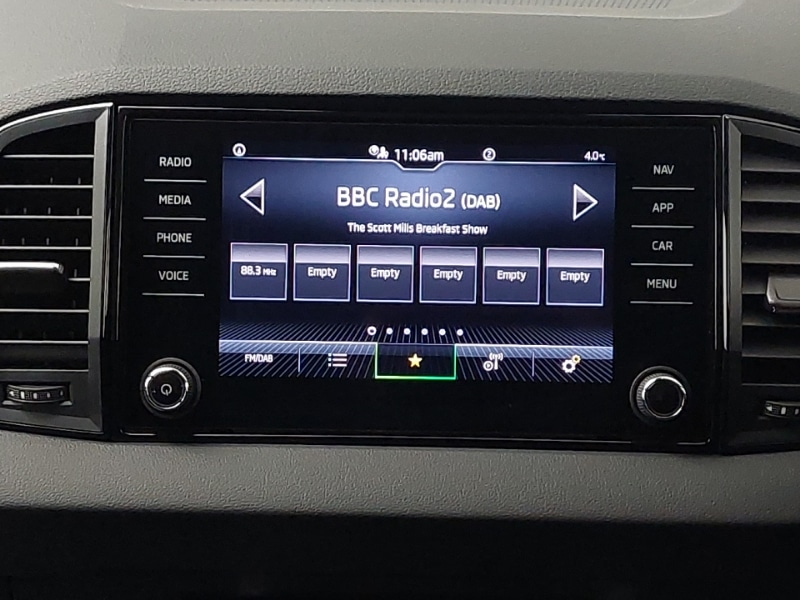 11:06am 2 4.0°c
RADIO
MEDIA
PHONE
VOICE
BBC Radio2 (DAB)
The Scott Mills Breakfast Show
88.3 MHz Empty Empty Empty Empty Empty
FM/DAB
NAV
APP
CAR
MENU